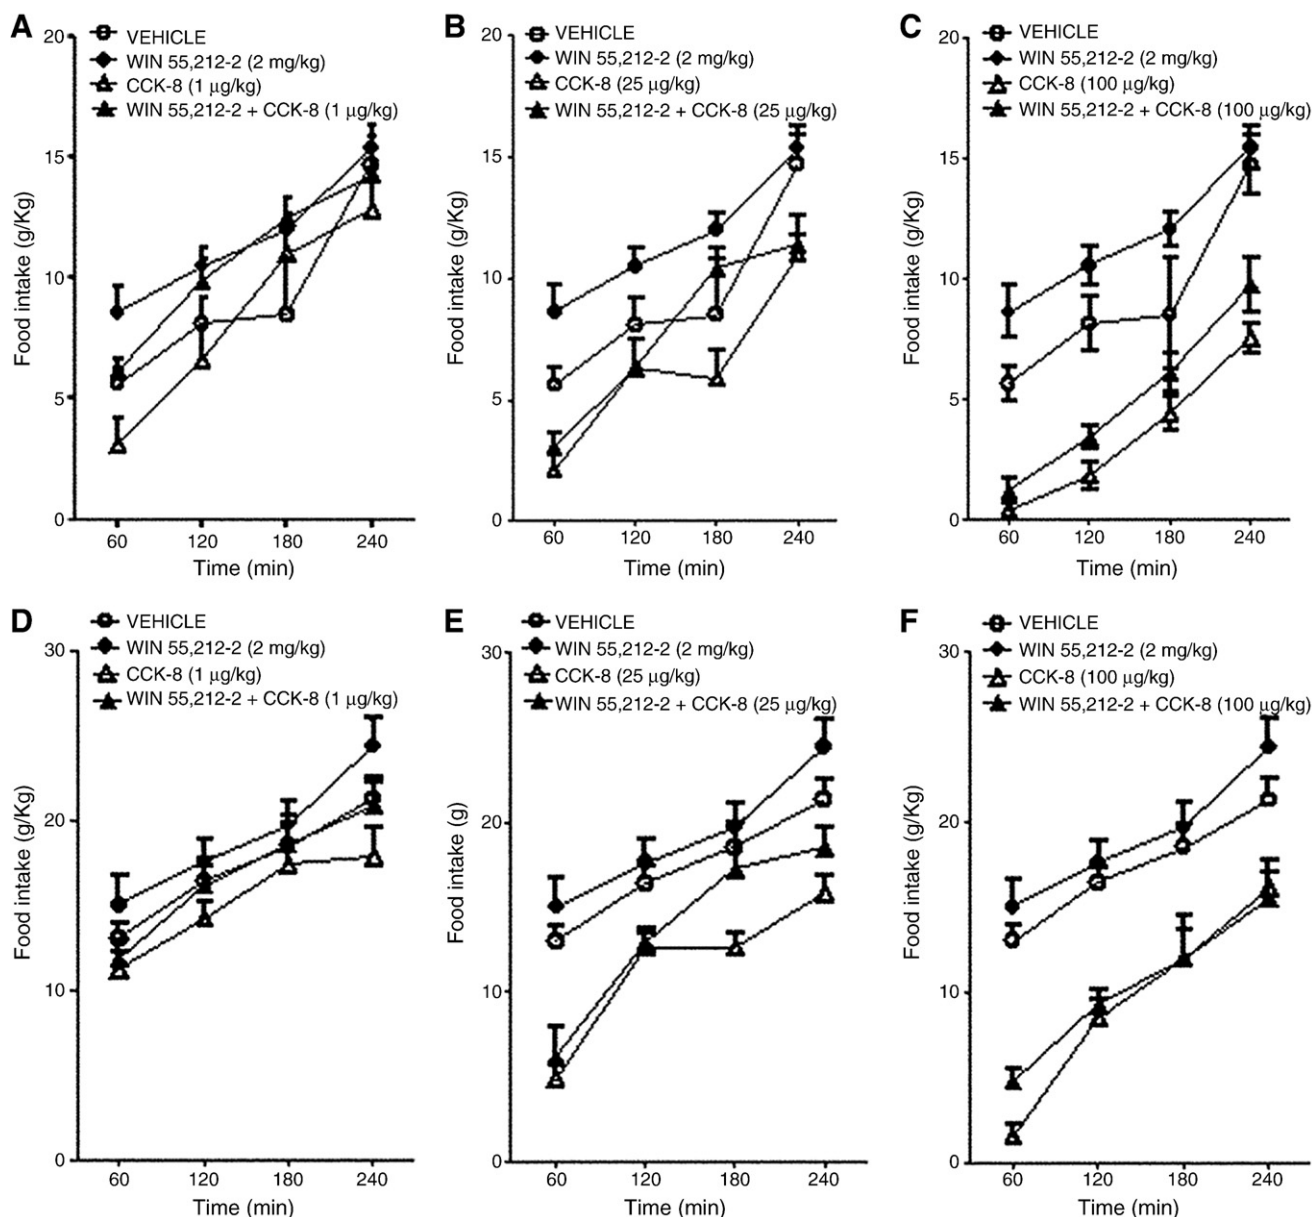 A
VEHICLE
WIN 55,212-2 (2 mg/kg)
CCK-8 (1 μg/kg)
WIN 55,212-2 + CCK-8 (1 μg/kg)
20
15
10
5
0
Food intake (g/Kg)
60 120 180 240
Time (min)
B
VEHICLE
WIN 55,212-2 (2 mg/kg)
CCK-8 (25 μg/kg)
WIN 55,212-2 + CCK-8 (25 μg/kg)
20
15
10
5
0
Food intake (g/Kg)
60 120 180 240
Time (min)
C
VEHICLE
WIN 55,212-2 (2 mg/kg)
CCK-8 (100 μg/kg)
WIN 55,212-2 + CCK-8 (100 μg/kg)
20
15
10
5
0
Food intake (g/Kg)
60 120 180 240
Time (min)
D
VEHICLE
WIN 55,212-2 (2 mg/kg)
CCK-8 (1 μg/kg)
WIN 55,212-2 + CCK-8 (1 μg/kg)
30
20
10
0
Food intake (g/Kg)
60 120 180 240
Time (min)
E
VEHICLE
WIN 55,212-2 (2 mg/kg)
CCK-8 (25 μg/kg)
WIN 55,212-2 + CCK-8 (25 μg/kg)
30
20
10
0
Food intake (g)
60 120 180 240
Time (min)
F
VEHICLE
WIN 55,212-2 (2 mg/kg)
CCK-8 (100 μg/kg)
WIN 55,212-2 + CCK-8 (100 μg/kg)
30
20
10
0
Food intake (g/Kg)
60 120 180 240
Time (min)